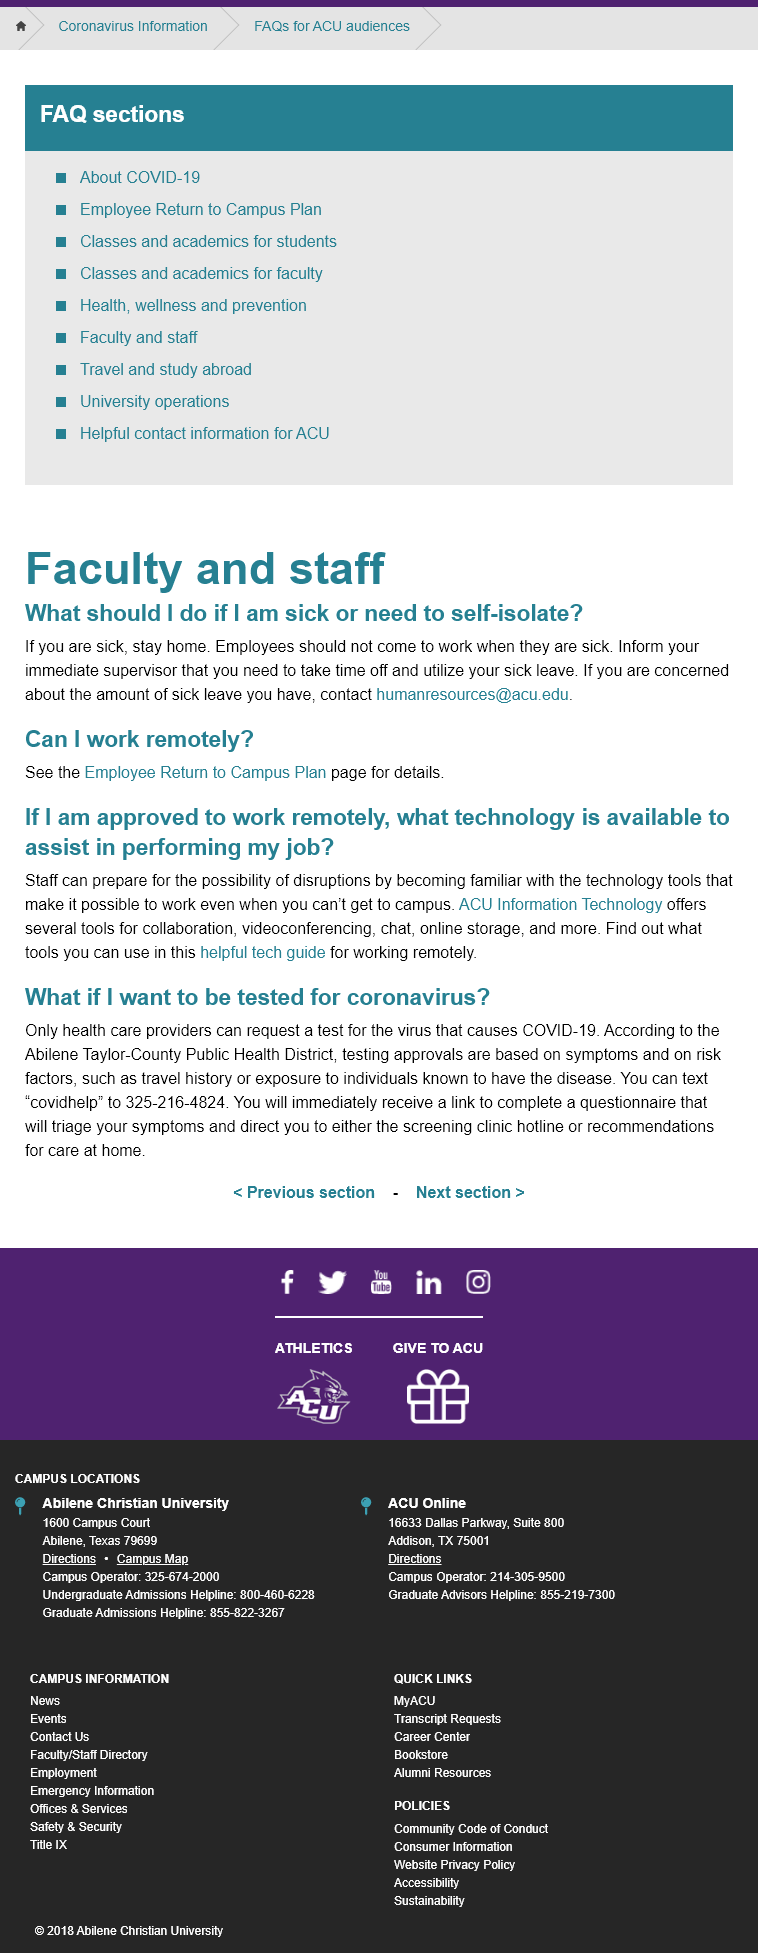 Coronavirus Information
FAQs for ACU audiences
FAQ sections
About COVID-19
Employee Return to Campus Plan
Classes and academics for students
Classes and academics for faculty
Health, wellness and prevention
Faculty and staff
Travel and study abroad
University operations
Helpful contact information for ACU
Faculty and staff
What should I do if I am sick or need to self-isolate?
If you are sick, stay home. Employees should not come to work when they are sick. Inform your
immediate supervisor that you need to take time off and utilize your sick leave. If you are concerned
about the amount of sick leave you have, contact humanresources@acu.edu.
Can I work remotely?
See the Employee Return to Campus Plan page for details.
If I am approved to work remotely, what technology is available to
assist in performing my job?
Staff can prepare for the possibility of disruptions by becoming familiar with the technology tools that
make it possible to work even when you can't get to campus. ACU Information Technology offers
several tools for collaboration, videoconferencing, chat, online storage, and more. Find out what
tools you can use in this helpful tech guide for working remotely.
What if I want to be tested for coronavirus?
Only health care providers can request a test for the virus that causes COVID-19. According to the
Abilene Taylor-County Public Health District, testing approvals are based on symptoms and on risk
factors, such as travel history or exposure to individuals known to have the disease. You can text
“covidhelp” to 325-216-4824. You will immediately receive a link to complete a questionnaire that
will triage your symptoms and direct you to either the screening clinic hotline or recommendations
for care at home.
< Previous section - Next section >
You Tube
in
ATHLETICS
GIVE TO ACU
ACU
CAMPUS LOCATIONS
Abilene Christian University
1600 Campus Court
Abilene, Texas 79699
Directions • Campus Map
Campus Operator: 325-674-2000
Undergraduate Admissions Helpline: 800-460-6228
Graduate Admissions Helpline: 855-822-3267
ACU Online
16633 Dallas Parkway, Suite 800
Addison, TX 75001
Directions
Campus Operator: 214-305-9500
Graduate Advisors Helpline: 855-219-7300
CAMPUS INFORMATION
News
Events
Contact Us
Faculty/Staff Directory
Employment
Emergency Information
Offices & Services
Safety & Security
Title IX
QUICK LINKS
MyACU
Transcript Requests
Career Center
Bookstore
Alumni Resources
POLICIES
Community Code of Conduct
Consumer Information
Website Privacy Policy
Accessibility
Sustainability
© 2018 Abilene Christian University